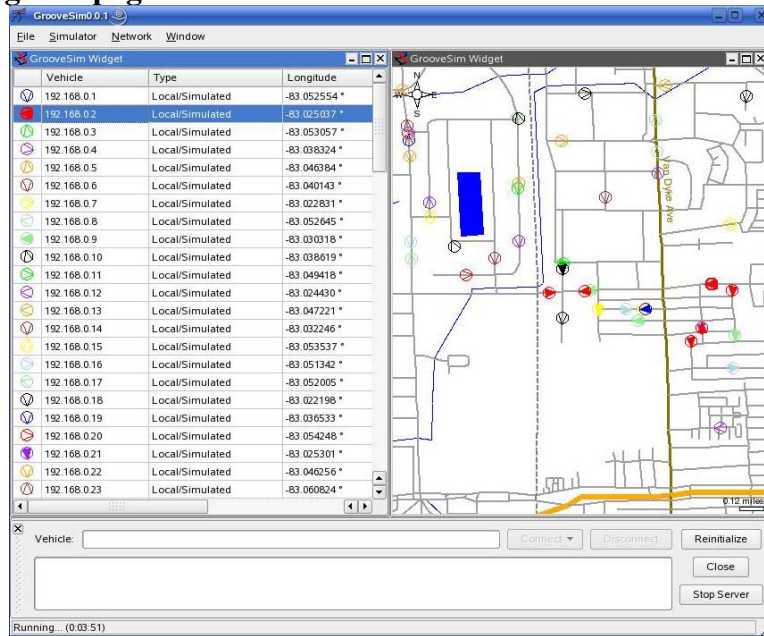 GrooveSim0.0.1
File Simulator Network Window
GrooveSim Widget
Vehicle Type Longitude
192.168.0.1 Local/Simulated -83.052554 °
192.168.0.2 Local/Simulated -83.025037 °
192.168.0.3 Local/Simulated -83.053057 °
192.168.0.4 Local/Simulated -83.038324 °
192.168.0.5 Local/Simulated -83.046384 °
192.168.0.6 Local/Simulated -83.040143 °
192.168.0.7 Local/Simulated -83.022831 °
192.168.0.8 Local/Simulated -83.052645 °
192.168.0.9 Local/Simulated -83.030318 °
192.168.0.10 Local/Simulated -83.038619 °
192.168.0.11 Local/Simulated -83.049418 °
192.168.0.12 Local/Simulated -83.024430 °
192.168.0.13 Local/Simulated -83.047221 °
192.168.0.14 Local/Simulated -83.032246 °
192.168.0.15 Local/Simulated -83.053537 °
192.168.0.16 Local/Simulated -83.051342 °
192.168.0.17 Local/Simulated -83.052005 °
192.168.0.18 Local/Simulated -83.022198 °
192.168.0.19 Local/Simulated -83.036533 °
192.168.0.20 Local/Simulated -83.054248 °
192.168.0.21 Local/Simulated -83.025301 °
192.168.0.22 Local/Simulated -83.046256 °
192.168.0.23 Local/Simulated -83.060824 °
GrooveSim Widget
N
W E
S
Van Dyke Ave
0.12 miles
Vehicle: Connect Disconnect Reinitialize
Close
Stop Server
Running... (0:03:51)